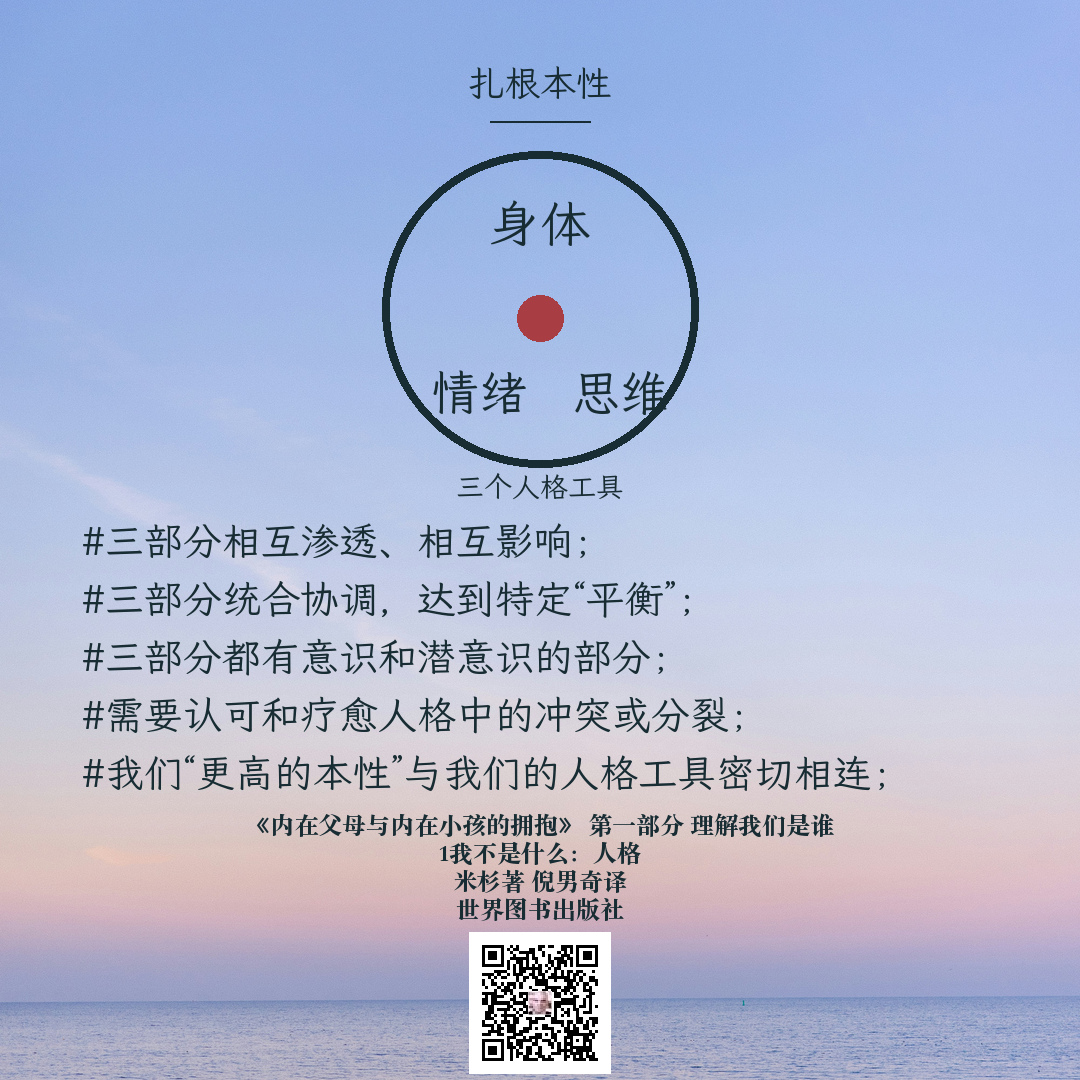 扎根本性
身体
情绪 思维
三个人格工具
#三部分相互渗透、相互影响；
#三部分统合协调，达到特定“平衡”；
#三部分都有意识和潜意识的部分；
#需要认可和疗愈人格中的冲突或分裂；
#我们“更高的本性”与我们的人格工具密切相连；
《内在父母与内在小孩的拥抱》 第一部分 理解我们是谁
1我不是什么：人格
米杉著 倪男奇译
世界图书出版社